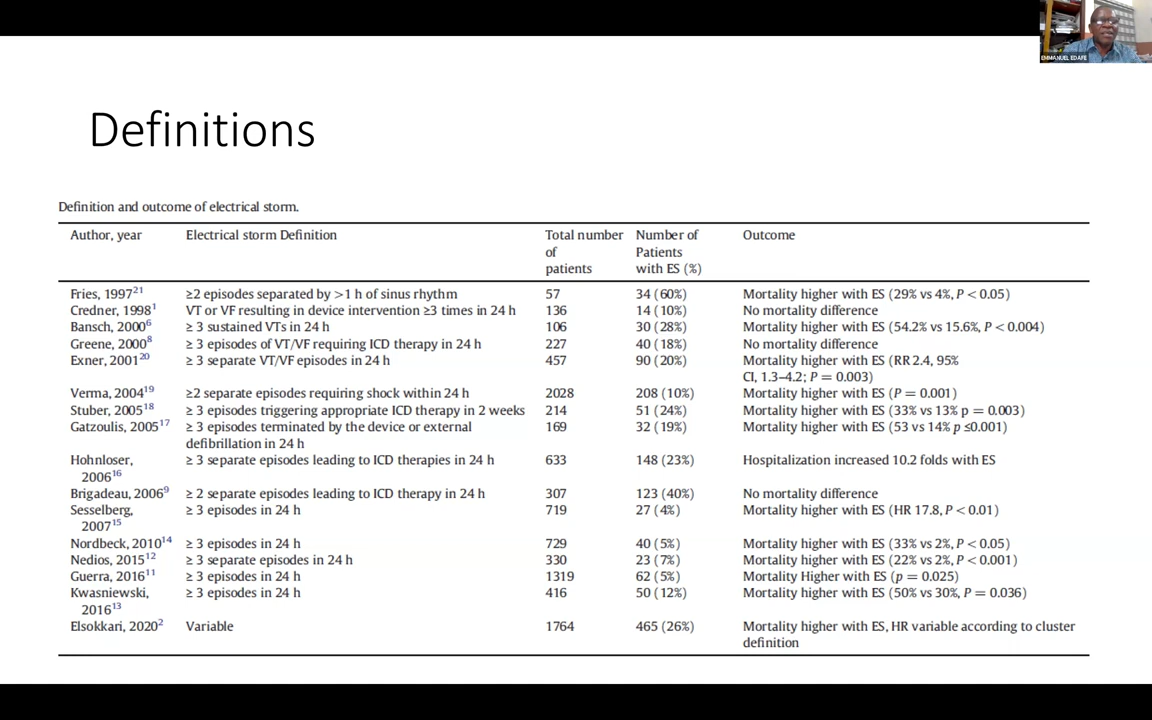 EMMANUEL EDAFE
Definitions
Definition and outcome of electrical storm.
Author, year Electrical storm Definition Total number of patients Number of Patients with ES (%) Outcome
Fries, 1997²¹ ≥2 episodes separated by >1 h of sinus rhythm 57 34 (60%) Mortality higher with ES (29% vs 4%, P < 0.05)
Credner, 1998¹ VT or VF resulting in device intervention ≥3 times in 24 h 136 14 (10%) No mortality difference
Bansch, 2000⁶ ≥ 3 sustained VTs in 24 h 106 30 (28%) Mortality higher with ES (54.2% vs 15.6%, P < 0.004)
Greene, 2000⁸ ≥ 3 episodes of VT/VF requiring ICD therapy in 24 h 227 40 (18%) No mortality difference
Exner, 2001²⁰ ≥ 3 separate VT/VF episodes in 24 h 457 90 (20%) Mortality higher with ES (RR 2.4, 95%
CI, 1.3–4.2; P = 0.003)
Verma, 2004¹⁹ ≥2 separate episodes requiring shock within 24 h 2028 208 (10%) Mortality higher with ES (P = 0.001)
Stuber, 2005¹⁸ ≥ 3 episodes triggering appropriate ICD therapy in 2 weeks 214 51 (24%) Mortality higher with ES (33% vs 13% p = 0.003)
Gatzoulis, 2005¹⁷ ≥ 3 episodes terminated by the device or external 169 32 (19%) Mortality higher with ES (53 vs 14% p ≤0.001)
defibrillation in 24 h
Hohnloser, ≥ 3 separate episodes leading to ICD therapies in 24 h 633 148 (23%) Hospitalization increased 10.2 folds with ES
2006¹⁶
Brigadeau, 2006⁹ ≥ 2 separate episodes leading to ICD therapy in 24 h 307 123 (40%) No mortality difference
Sesselberg, ≥ 3 episodes in 24 h 719 27 (4%) Mortality higher with ES (HR 17.8, P < 0.01)
2007¹⁵
Nordbeck, 2010¹⁴ ≥ 3 episodes in 24 h 729 40 (5%) Mortality higher with ES (33% vs 2%, P < 0.05)
Nedios, 2015¹² ≥ 3 separate episodes in 24 h 330 23 (7%) Mortality higher with ES (22% vs 2%, P < 0.001)
Guerra, 2016¹¹ ≥ 3 episodes in 24 h 1319 62 (5%) Mortality Higher with ES (p = 0.025)
Kwasniewski, ≥ 3 episodes in 24 h 416 50 (12%) Mortality higher with ES (50% vs 30%, P = 0.036)
2016¹³
Elsokkari, 2020² Variable 1764 465 (26%) Mortality higher with ES, HR variable according to cluster
definition